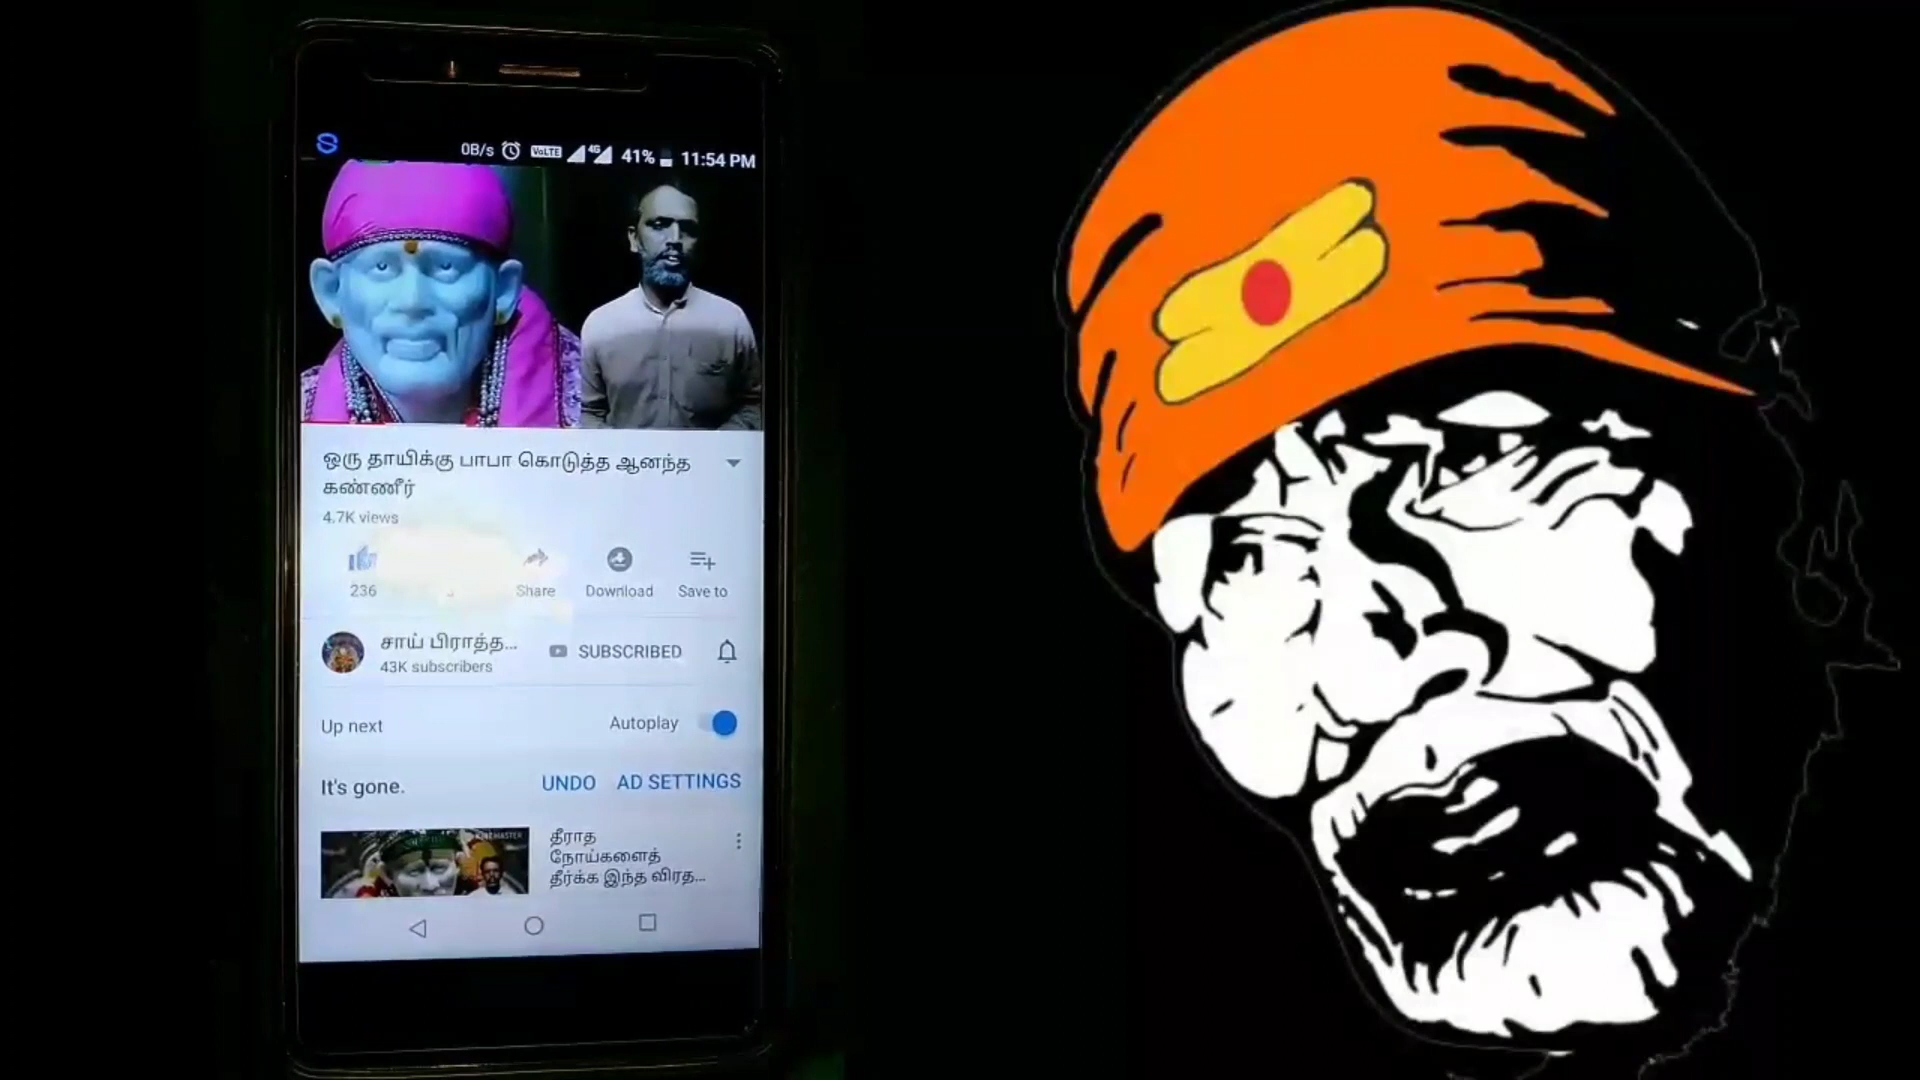 0B/s VoLTE 4G 41% 11:54 PM
ஒரு தாயிக்கு பாபா கொடுத்த ஆனந்த
கண்ணீர்
4.7K views
236 Share Download Save to
சாய் பிராத்த... SUBSCRIBED
43K subscribers
Up next Autoplay
It's gone. UNDO AD SETTINGS
தீராத
நோய்களைத்
தீர்க்க இந்த விரத...